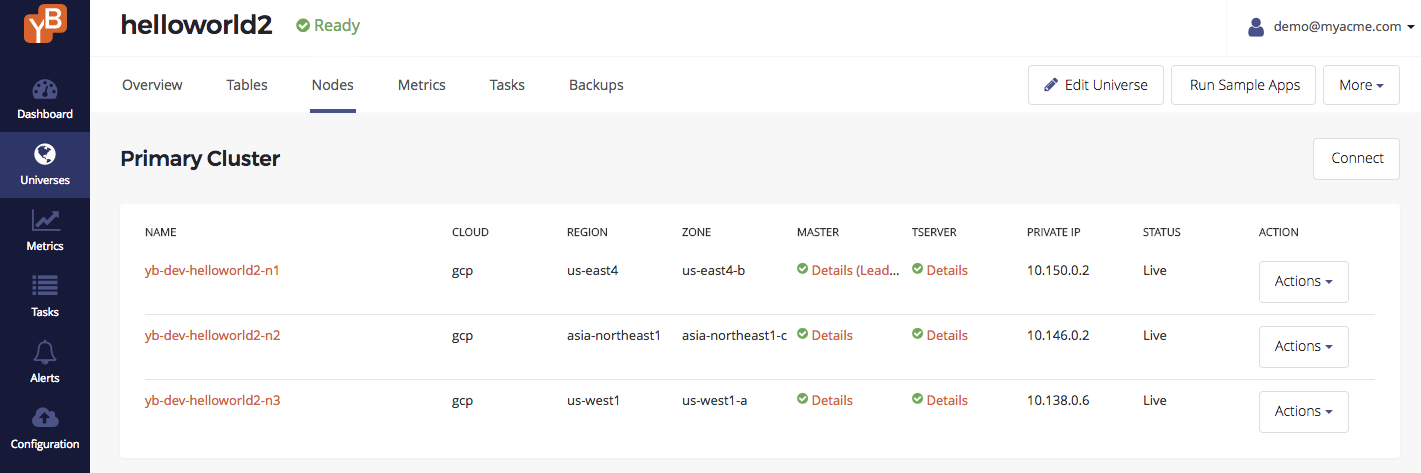 YB
helloworld2 Ready
demo@myacme.com
Overview Tables Nodes Metrics Tasks Backups
Edit Universe Run Sample Apps More
Dashboard
Universes
Metrics
Tasks
Alerts
Configuration
Primary Cluster
Connect
NAME CLOUD REGION ZONE MASTER TSERVER PRIVATE IP STATUS ACTION
yb-dev-helloworld2-n1 gcp us-east4 us-east4-b Details (Lead... Details 10.150.0.2 Live Actions
yb-dev-helloworld2-n2 gcp asia-northeast1 asia-northeast1-c Details Details 10.146.0.2 Live Actions
yb-dev-helloworld2-n3 gcp us-west1 us-west1-a Details Details 10.138.0.6 Live Actions